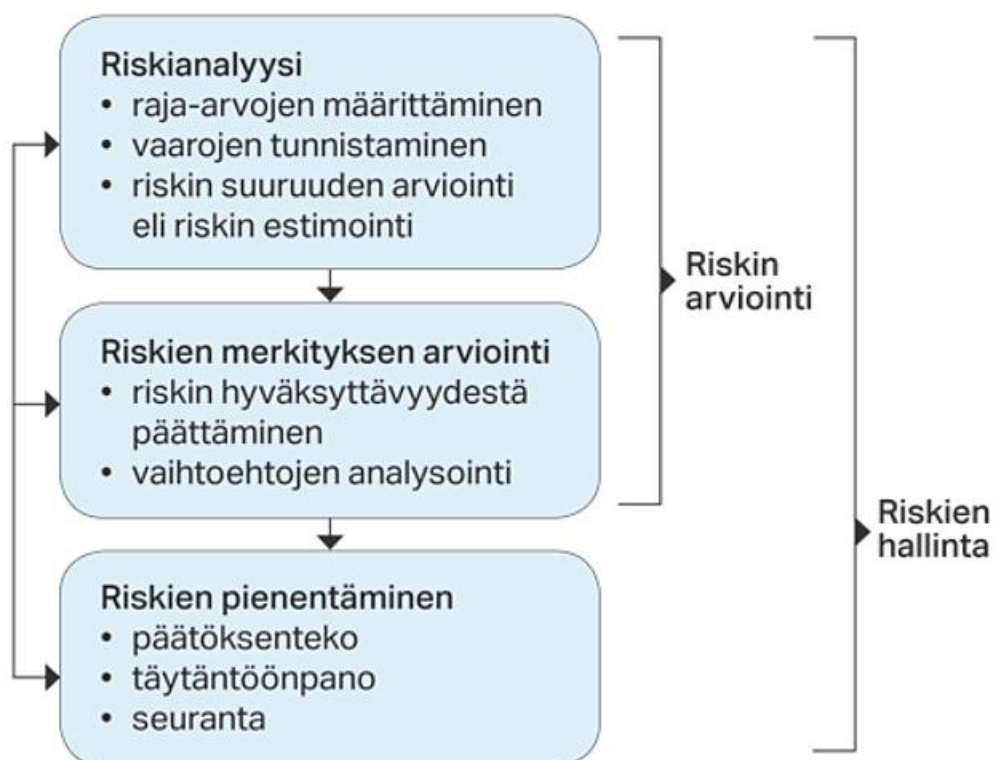 Riskianalyysi
• raja-arvojen määrittäminen
• vaarojen tunnistaminen
• riskin suuruuden arviointi
eli riskin estimointi
Riskien merkityksen arviointi
• riskin hyväksyttävyydestä
päättäminen
• vaihtoehtojen analysointi
Riskien pienentäminen
• päätöksenteko
• täytäntöönpano
• seuranta
Riskin
arviointi
Riskien
hallinta